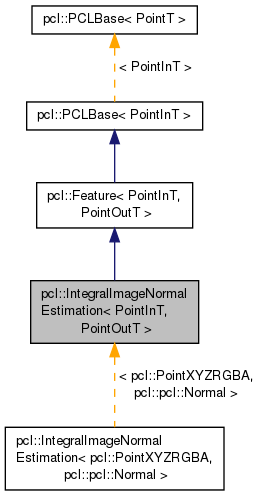 pcl::PCLBase< PointT >
< PointInT >
pcl::PCLBase< PointInT >
pcl::Feature< PointInT,
PointOutT >
pcl::IntegralImageNormal
Estimation< PointInT,
PointOutT >
< pcl::PointXYZRGBA,
pcl::pcl::Normal >
pcl::IntegralImageNormal
Estimation< pcl::PointXYZRGBA,
pcl::pcl::Normal >